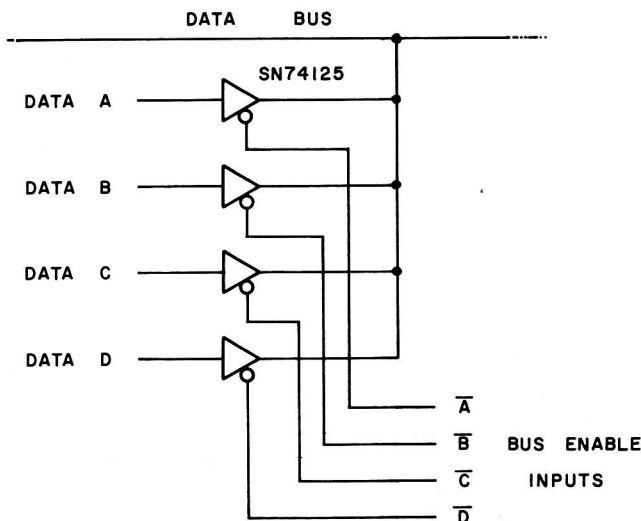 DATA BUS
SN74125
DATA A
DATA B
DATA C
DATA D
A̅
B̅ BUS ENABLE
C̅ INPUTS
D̅